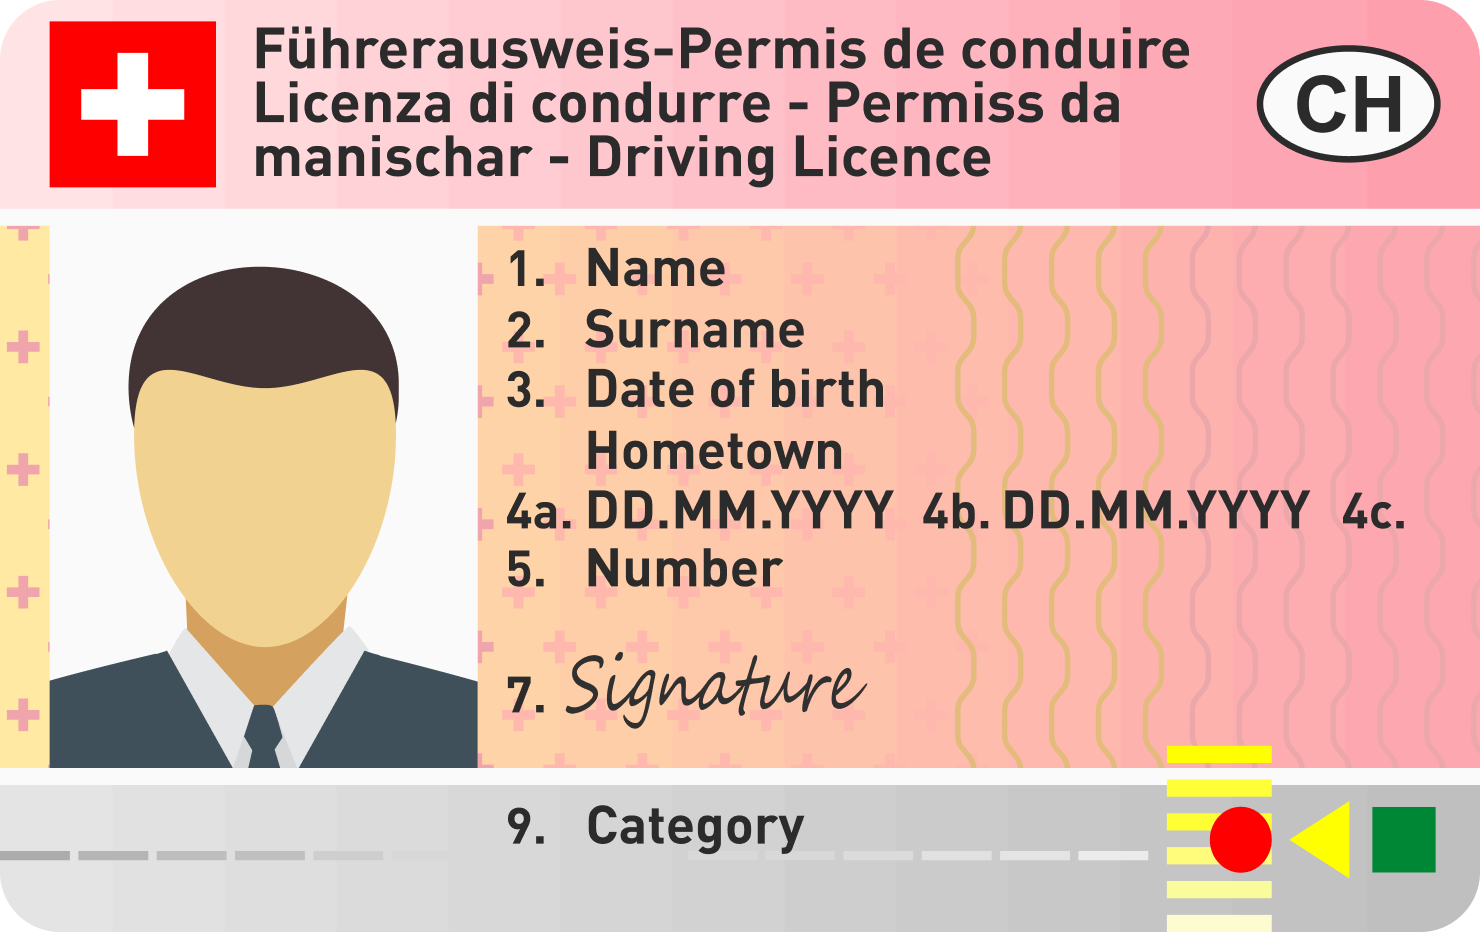 Führerausweis-Permis de conduire
Licenza di condurre - Permiss da
manischar - Driving Licence
CH
1. Name
2. Surname
3. Date of birth
Hometown
4a. DD.MM.YYYY 4b. DD.MM.YYYY 4c.
5. Number
7. Signature
9. Category